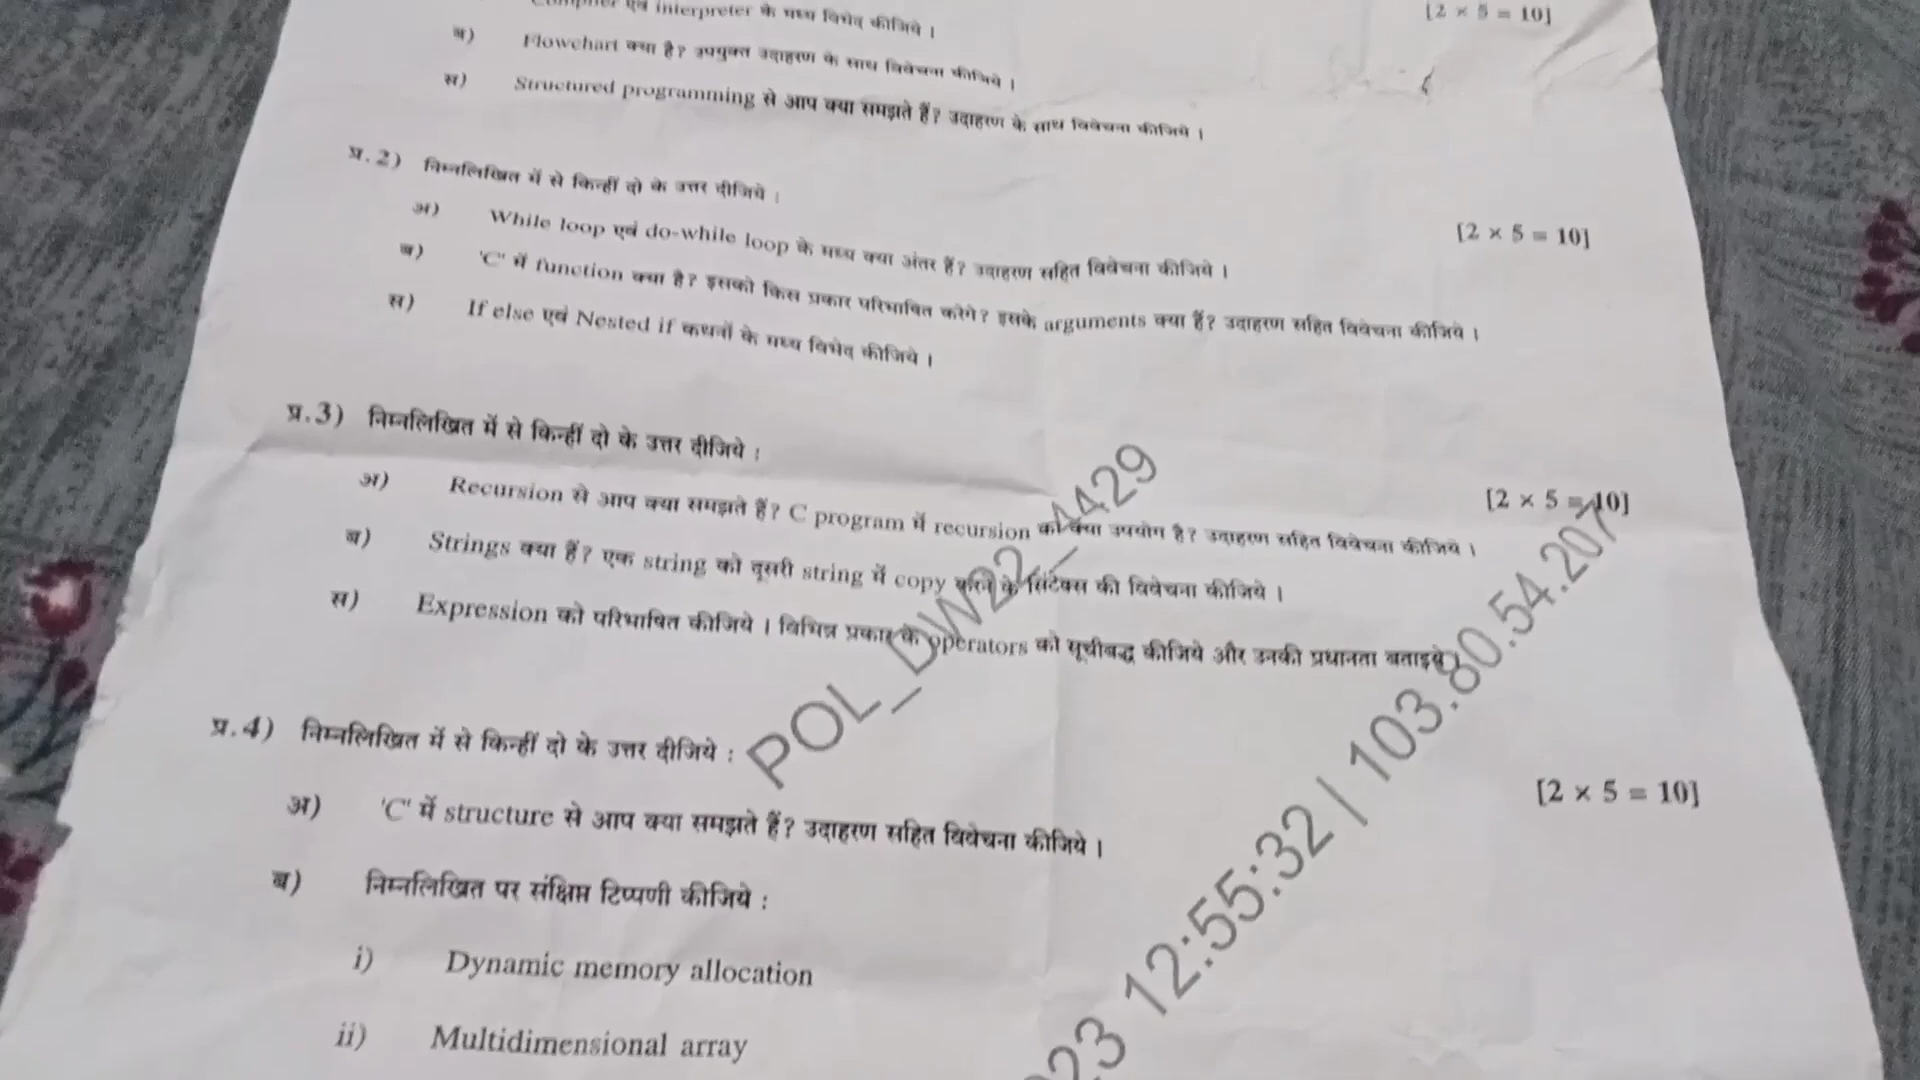 Compiler एवं interpreter के मध्य विभेद कीजिये । [2 × 5 = 10]
ब) Flowchart क्या है? उपयुक्त उदाहरण के साथ विवेचना कीजिये ।
स) Structured programming से आप क्या समझते हैं? उदाहरण के साथ विवेचना कीजिये ।
प्र.2) निम्नलिखित में से किन्हीं दो के उत्तर दीजिये : [2 × 5 = 10]
अ) While loop एवं do-while loop के मध्य क्या अंतर हैं? उदाहरण सहित विवेचना कीजिये ।
ब) 'C' में function क्या है? इसको किस प्रकार परिभाषित करेंगे? इसके arguments क्या हैं? उदाहरण सहित विवेचना कीजिये ।
स) If else एवं Nested if कथनों के मध्य विभेद कीजिये ।
प्र.3) निम्नलिखित में से किन्हीं दो के उत्तर दीजिये : [2 × 5 = 10]
अ) Recursion से आप क्या समझते हैं? C program में recursion का क्या उपयोग है? उदाहरण सहित विवेचना कीजिये ।
ब) Strings क्या हैं? एक string को दूसरी string में copy करने के सिंटेक्स की विवेचना कीजिये ।
स) Expression को परिभाषित कीजिये । विभिन्न प्रकार के operators को सूचीबद्ध कीजिये और उनकी प्रधानता बताइये ।
प्र.4) निम्नलिखित में से किन्हीं दो के उत्तर दीजिये : [2 × 5 = 10]
अ) 'C' में structure से आप क्या समझते हैं? उदाहरण सहित विवेचना कीजिये ।
ब) निम्नलिखित पर संक्षिप्त टिप्पणी कीजिये :
i) Dynamic memory allocation
ii) Multidimensional array
POL_DW22_4429
23 12:55:32 | 103.80.54.207